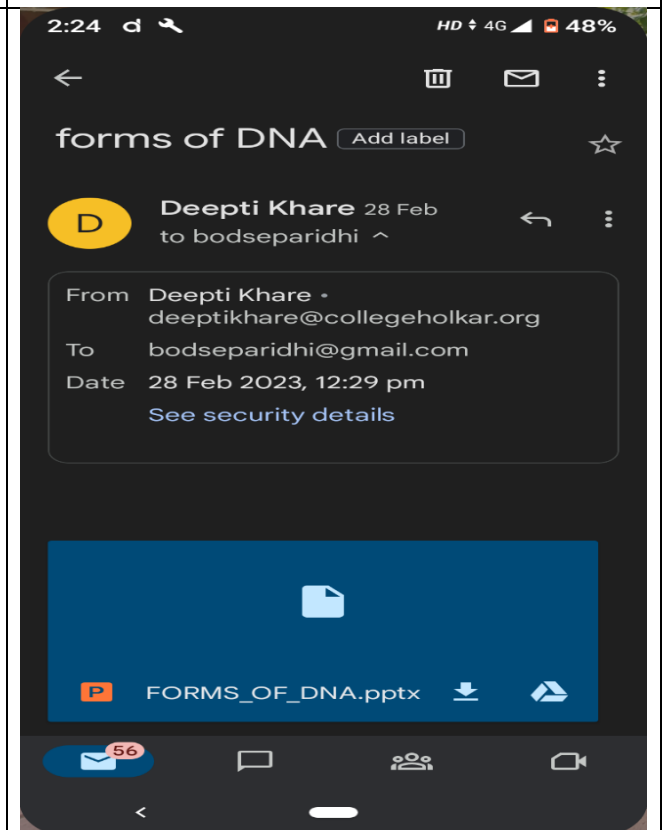 2:24 d HD 4G 48%
forms of DNA Add label
D
Deepti Khare 28 Feb
to bodseparidhi
From Deepti Khare •
deeptikhare@collegeholkar.org
To bodseparidhi@gmail.com
Date 28 Feb 2023, 12:29 pm
See security details
P FORMS_OF_DNA.pptx
56